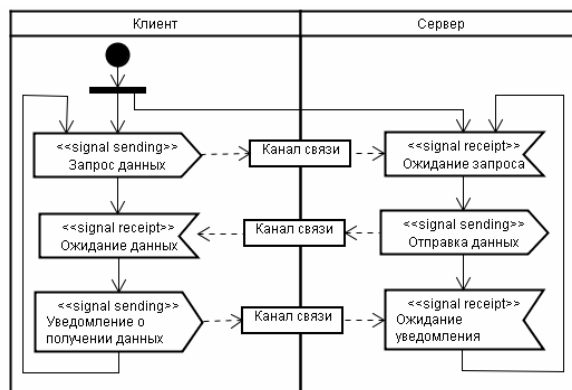 Клиент
Сервер
<<signal sending>>
Запрос данных
Канал связи
<<signal receipt>>
Ожидание запроса
<<signal receipt>>
Ожидание данных
Канал связи
<<signal sending>>
Отправка данных
<<signal sending>>
Уведомление о
получении данных
Канал связи
<<signal receipt>>
Ожидание
уведомления